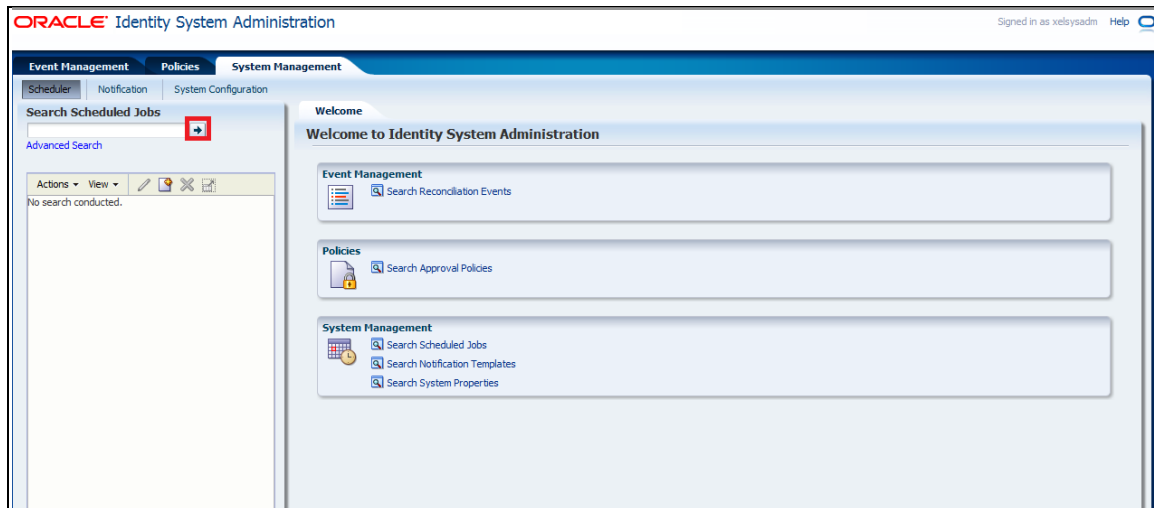 ORACLE Identity System Administration
Signed in as xelsysadm Help
Event Management Policies System Management
Scheduler Notification System Configuration
Search Scheduled Jobs
Advanced Search
Actions View
No search conducted.
Welcome
Welcome to Identity System Administration
Event Management
Search Reconciliation Events
Policies
Search Approval Policies
System Management
Search Scheduled Jobs
Search Notification Templates
Search System Properties